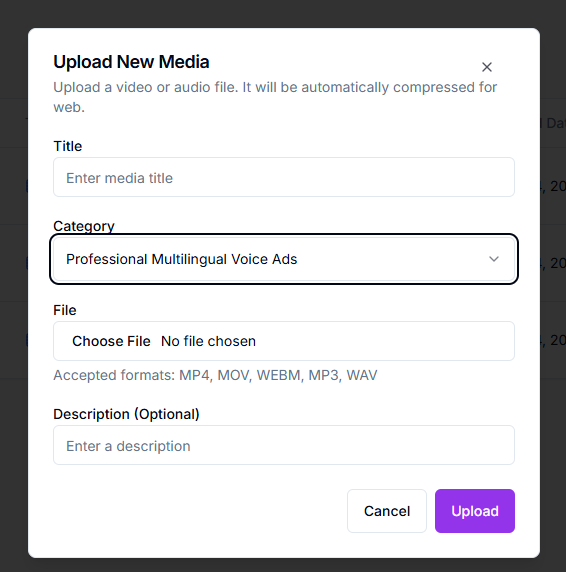 Upload New Media
Upload a video or audio file. It will be automatically compressed for
web.
Title
Enter media title
Category
Professional Multilingual Voice Ads
File
Choose File No file chosen
Accepted formats: MP4, MOV, WEBM, MP3, WAV
Description (Optional)
Enter a description
Cancel
Upload